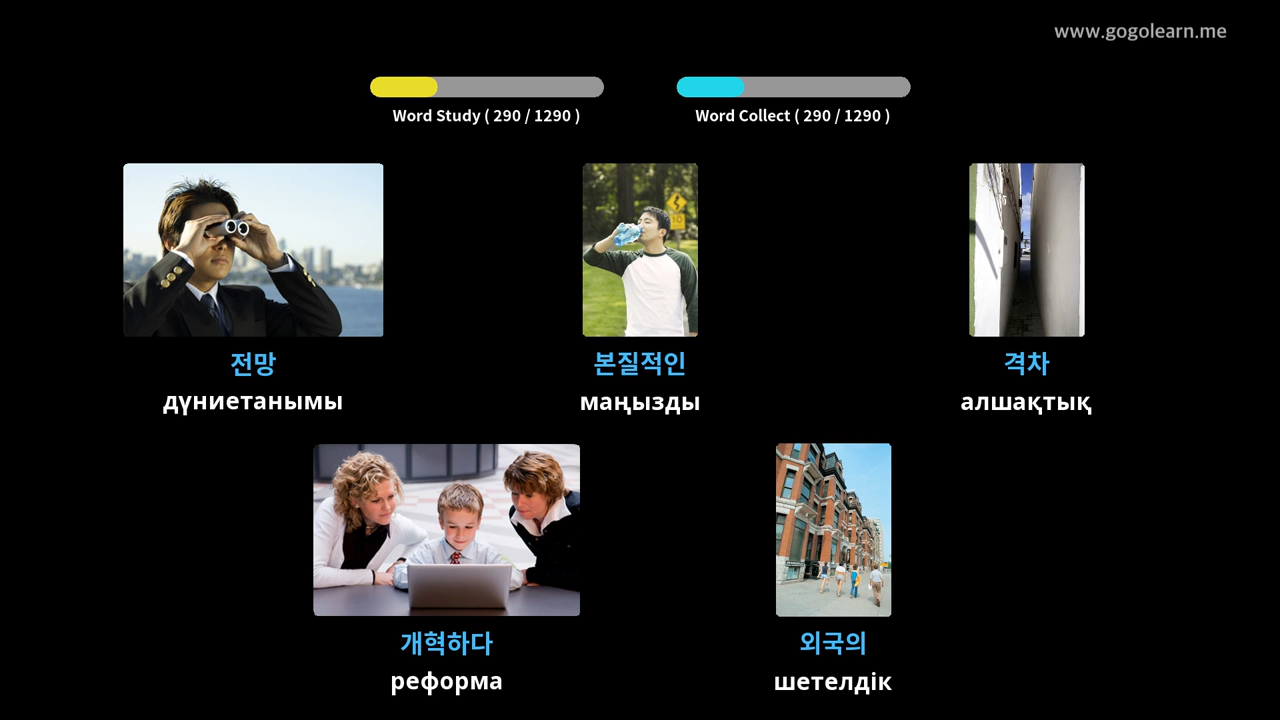 www.gogolearn.me
Word Study ( 290 / 1290 )
Word Collect ( 290 / 1290 )
전망
дүниетанымы
본질적인
маңызды
격차
алшақтық
개혁하다
реформа
외국의
шетелдік